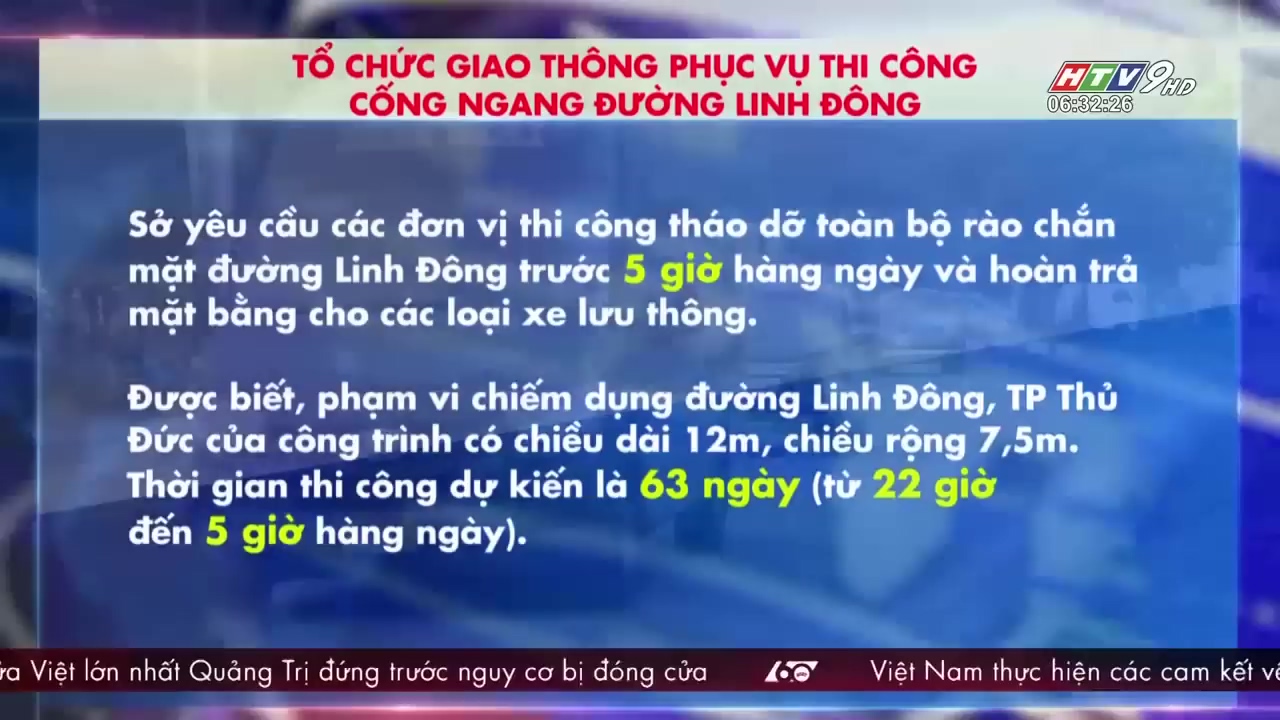 TỔ CHỨC GIAO THÔNG PHỤC VỤ THI CÔNG
CỐNG NGANG ĐƯỜNG LINH ĐÔNG
HTV9 HD
06:32:26
Sở yêu cầu các đơn vị thi công tháo dỡ toàn bộ rào chắn
mặt đường Linh Đông trước 5 giờ hàng ngày và hoàn trả
mặt bằng cho các loại xe lưu thông.
Được biết, phạm vi chiếm dụng đường Linh Đông, TP Thủ
Đức của công trình có chiều dài 12m, chiều rộng 7,5m.
Thời gian thi công dự kiến là 63 ngày (từ 22 giờ
đến 5 giờ hàng ngày).
Việt lớn nhất Quảng Trị đứng trước nguy cơ bị đóng cửa 60 Việt Nam thực hiện các cam kết